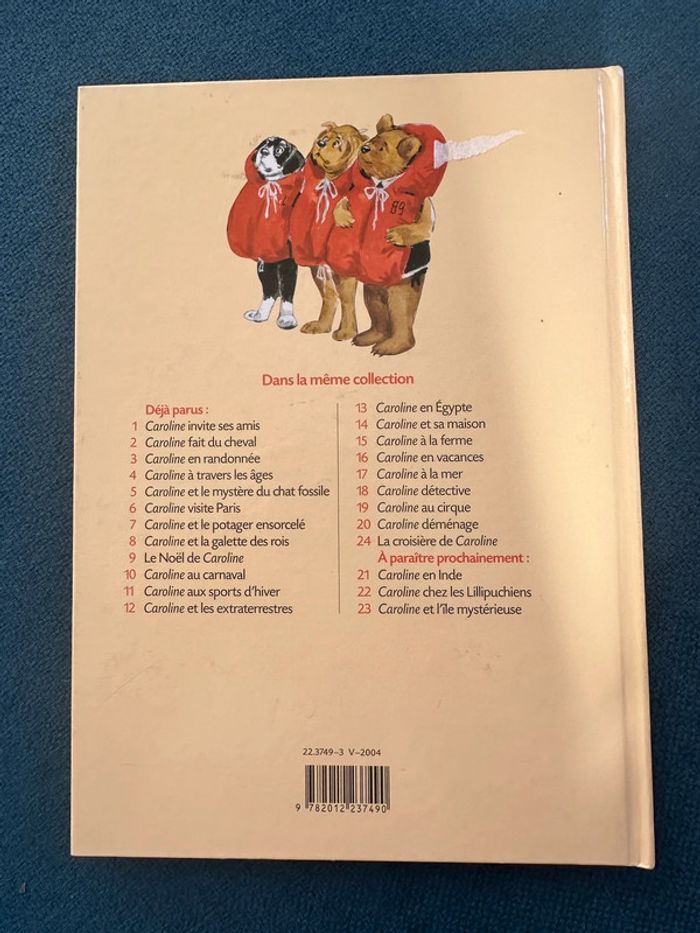 89
Dans la même collection
Déjà parus :
1 Caroline invite ses amis
2 Caroline fait du cheval
3 Caroline en randonnée
4 Caroline à travers les âges
5 Caroline et le mystère du chat fossile
6 Caroline visite Paris
7 Caroline et le potager ensorcelé
8 Caroline et la galette des rois
9 Le Noël de Caroline
10 Caroline au carnaval
11 Caroline aux sports d'hiver
12 Caroline et les extraterrestres
13 Caroline en Égypte
14 Caroline et sa maison
15 Caroline à la ferme
16 Caroline en vacances
17 Caroline à la mer
18 Caroline détective
19 Caroline au cirque
20 Caroline déménage
24 La croisière de Caroline
À paraître prochainement :
21 Caroline en Inde
22 Caroline chez les Lillipuchiens
23 Caroline et l'île mystérieuse
22.3749-3 V-2004
9 782012 237490